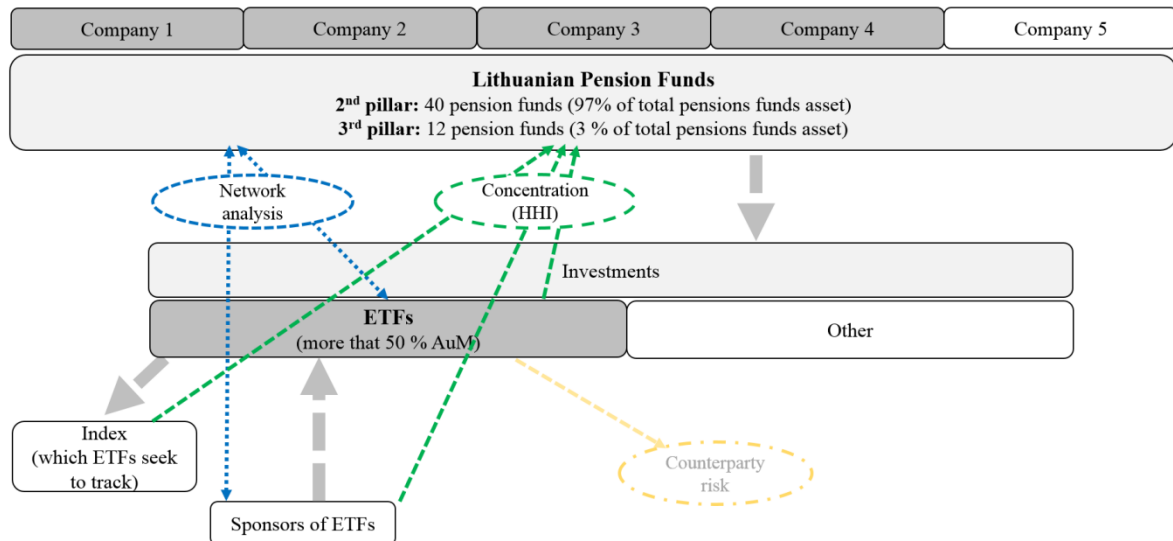 Company 1
Company 2
Company 3
Company 4
Company 5
Lithuanian Pension Funds
2nd pillar: 40 pension funds (97% of total pensions funds asset)
3rd pillar: 12 pension funds (3 % of total pensions funds asset)
Network
analysis
Concentration
(HHI)
Investments
ETFs
(more that 50 % AuM)
Other
Index
(which ETFs seek
to track)
Counterparty
risk
Sponsors of ETFs